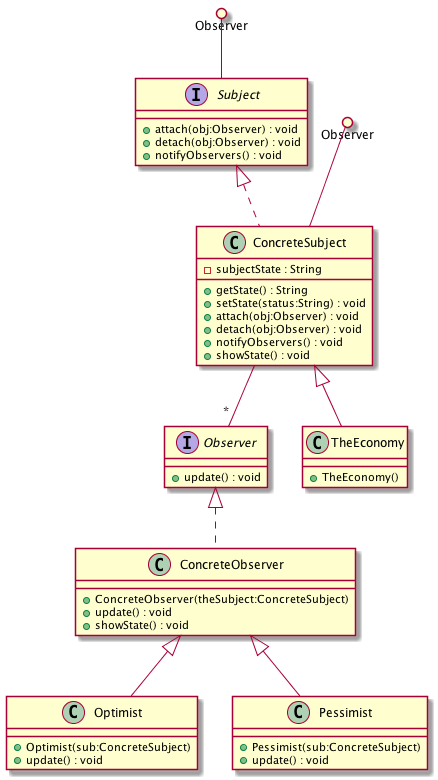 Observer
I Subject
attach(obj:Observer) : void
detach(obj:Observer) : void
notifyObservers() : void
Observer
C ConcreteSubject
subjectState : String
getState() : String
setState(status:String) : void
attach(obj:Observer) : void
detach(obj:Observer) : void
notifyObservers() : void
showState() : void
*
I Observer
update() : void
C TheEconomy
TheEconomy()
C ConcreteObserver
ConcreteObserver(theSubject:ConcreteSubject)
update() : void
showState() : void
C Optimist
Optimist(sub:ConcreteSubject)
update() : void
C Pessimist
Pessimist(sub:ConcreteSubject)
update() : void